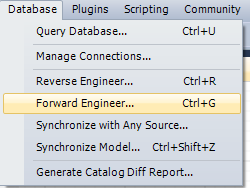 Database Plugins Scripting Community
Query Database... Ctrl+U
Manage Connections...
Reverse Engineer... Ctrl+R
Forward Engineer... Ctrl+G
Synchronize with Any Source...
Synchronize Model... Ctrl+Shift+Z
Generate Catalog Diff Report...